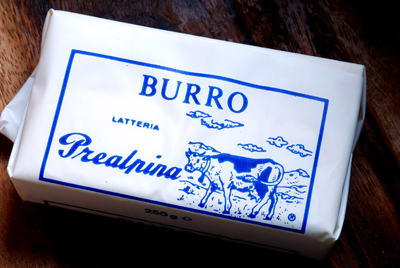 BURRO
LATTERIA
Prealpina
250 g e
®